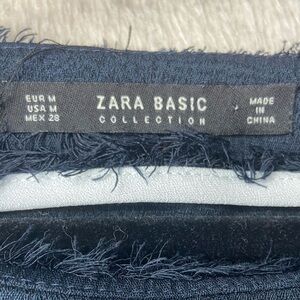 EUR M
USA M
MEX 28
ZARA BASIC
COLLECTION
MADE
IN
CHINA